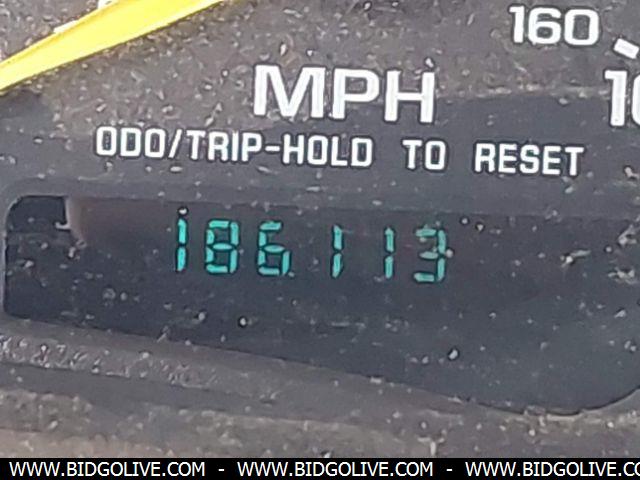 160
MPH
ODO/TRIP-HOLD TO RESET
186113
WWW.BIDGOLIVE.COM - WWW.BIDGOLIVE.COM - WWW.BIDGOLIVE.COM